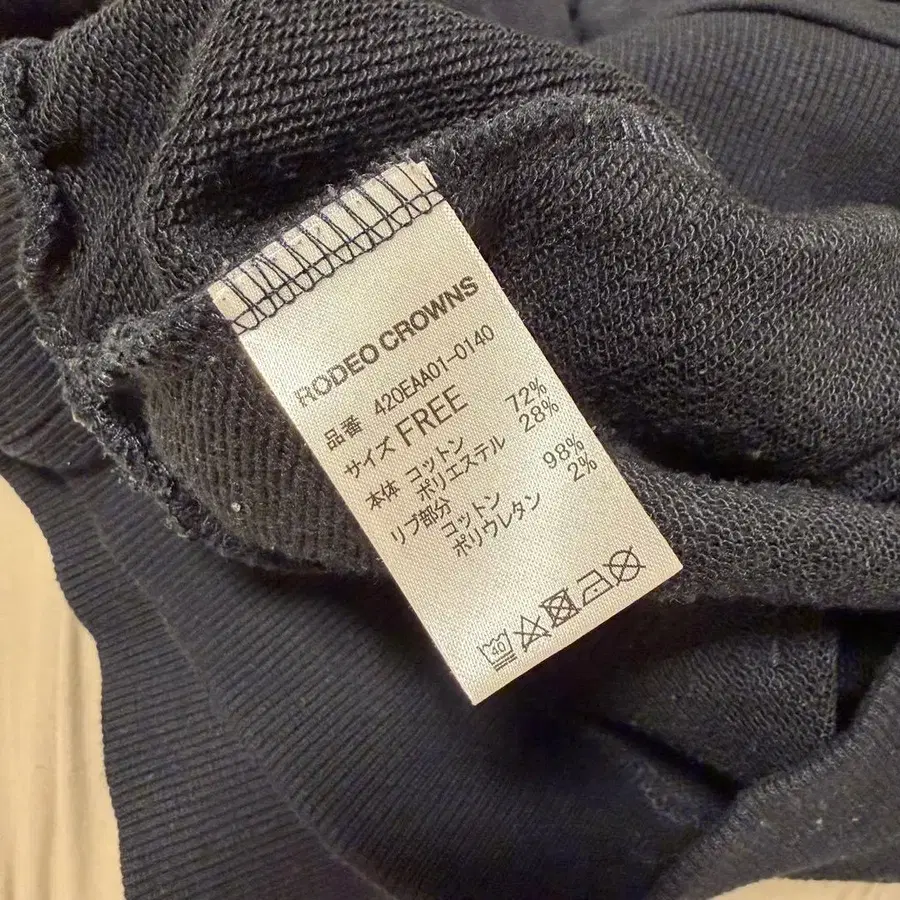 RODEO CROWNS
品番 420EAA01-0140
サイズ FREE
本体 コットン 72%
ポリエステル 28%
リブ部分 コットン 98%
ポリウレタン 2%
40